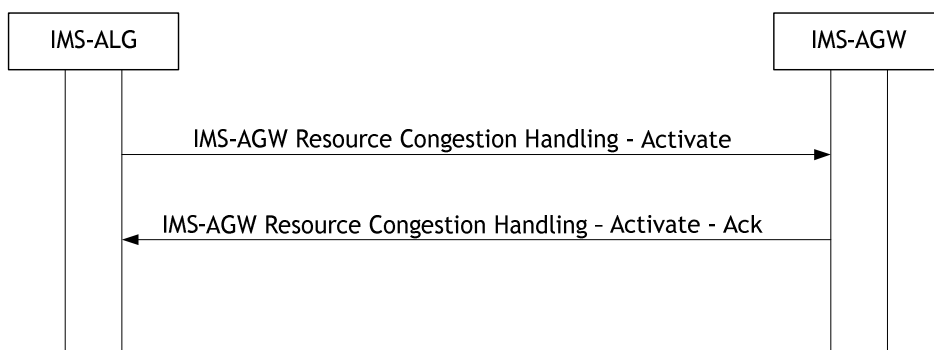 IMS-ALG
IMS-AGW
IMS-AGW Resource Congestion Handling - Activate
IMS-AGW Resource Congestion Handling – Activate - Ack